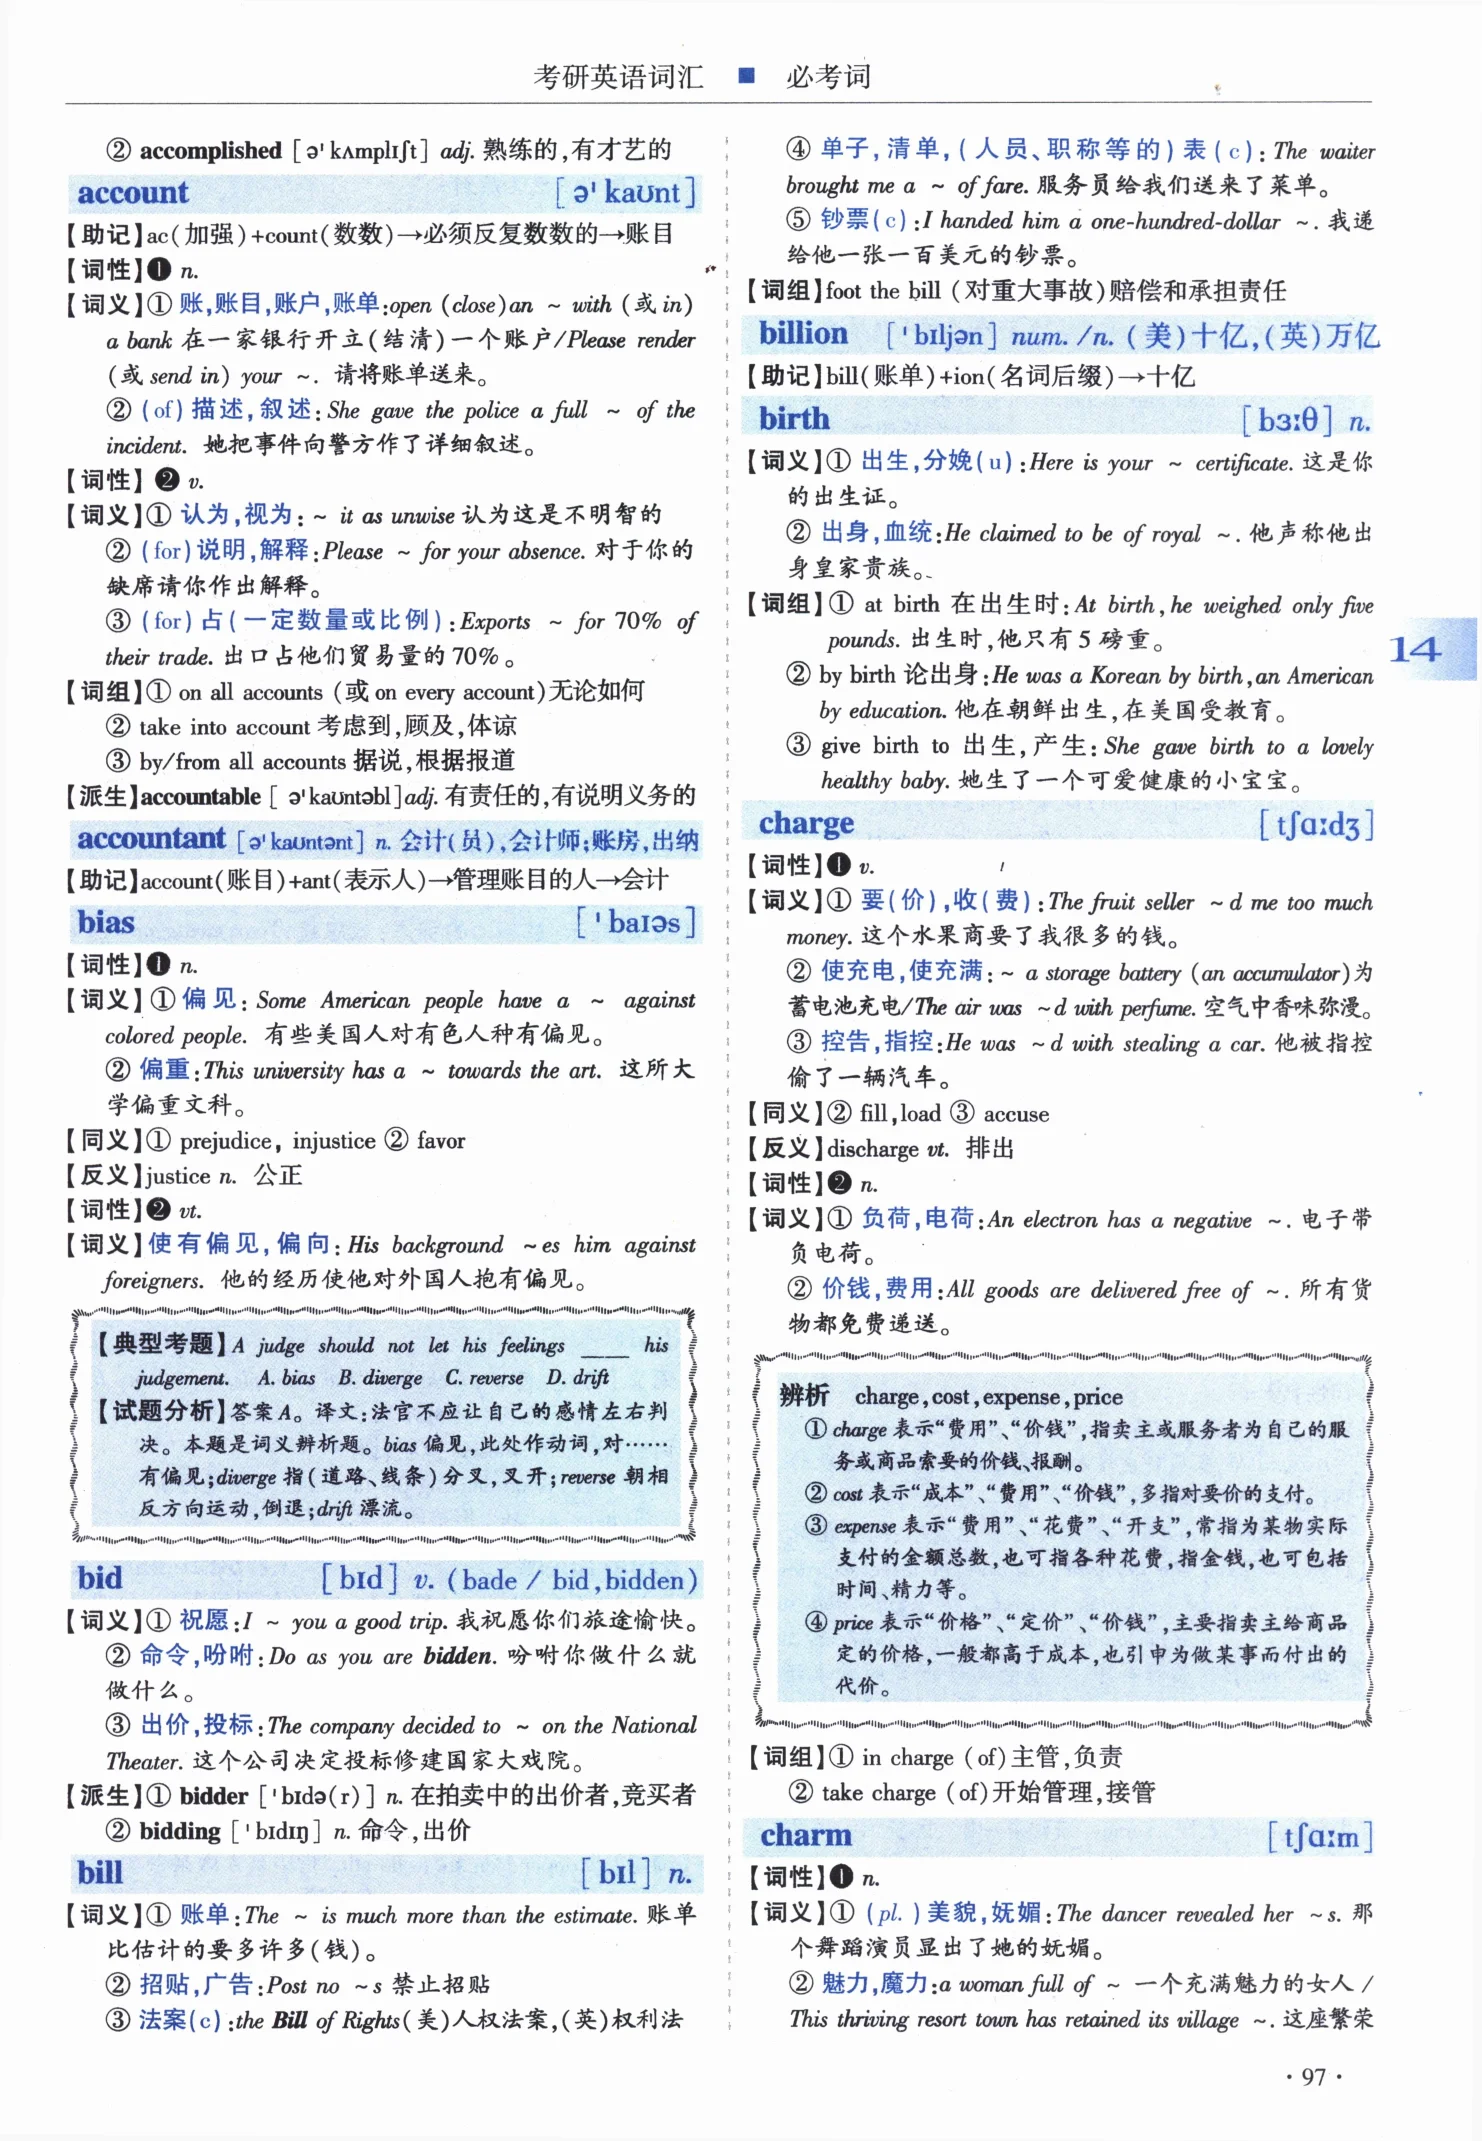 考研英语词汇 ■ 必考词
② accomplished [ə'kʌmplɪʃt] adj. 熟练的,有才艺的
account [ə'kaʊnt]
【助记】ac(加强)+count(数数)→必须反复数数的→账目
【词性】❶ n.
【词义】① 账,账目,账户,账单:open (close)an ~ with (或 in)
a bank 在一家银行开立(结清)一个账户/Please render
(或 send in) your ~. 请将账单送来。
② (of) 描述,叙述:She gave the police a full ~ of the
incident. 她把事件向警方作了详细叙述。
【词性】❷ v.
【词义】① 认为,视为: ~ it as unwise 认为这是不明智的
② (for)说明,解释:Please ~ for your absence. 对于你的
缺席请你作出解释。
③ (for)占(一定数量或比例):Exports ~ for 70% of
their trade. 出口占他们贸易量的70%。
【词组】① on all accounts (或 on every account)无论如何
② take into account 考虑到,顾及,体谅
③ by/from all accounts 据说,根据报道
【派生】accountable [ ə'kaʊntəbl]adj. 有责任的,有说明义务的
accountant [ə'kaʊntənt] n. 会计(员),会计师;账房,出纳
【助记】account(账目)+ant(表示人)→管理账目的人→会计
bias ['baɪəs]
【词性】❶ n.
【词义】①偏见: Some American people have a ~ against
colored people. 有些美国人对有色人种有偏见。
② 偏重:This university has a ~ towards the art. 这所大
学偏重文科。
【同义】① prejudice, injustice ② favor
【反义】justice n. 公正
【词性】❷ vt.
【词义】使有偏见,偏向: His background ~es him against
foreigners. 他的经历使他对外国人抱有偏见。
【典型考题】A judge should not let his feelings ____ his
judgement. A. bias B. diverge C. reverse D. drift
【试题分析】答案A。译文:法官不应让自己的感情左右判
决。本题是词义辨析题。bias 偏见,此处作动词,对……
有偏见;diverge 指(道路、线条)分叉,叉开;reverse 朝相
反方向运动,倒退;drift 漂流。
bid [bɪd] v. (bade / bid,bidden)
【词义】① 祝愿:I ~ you a good trip. 我祝愿你们旅途愉快。
② 命令,吩咐:Do as you are bidden. 吩咐你做什么就
做什么。
③ 出价,投标:The company decided to ~ on the National
Theater. 这个公司决定投标修建国家大戏院。
【派生】① bidder ['bɪdə(r)] n. 在拍卖中的出价者,竞买者
② bidding ['bɪdɪŋ] n. 命令,出价
bill [bɪl] n.
【词义】① 账单:The ~ is much more than the estimate. 账单
比估计的要多许多(钱)。
② 招贴,广告:Post no ~s 禁止招贴
③ 法案(c):the Bill of Rights(美)人权法案,(英)权利法
④ 单子,清单,(人员、职称等的)表(c): The waiter
brought me a ~ of fare. 服务员给我们送来了菜单。
⑤ 钞票(c):I handed him a one-hundred-dollar ~. 我递
给他一张一百美元的钞票。
【词组】foot the bill (对重大事故)赔偿和承担责任
billion ['bɪljən] num. /n. (美)十亿,(英)万亿
【助记】bill(账单)+ion(名词后缀)→十亿
birth [bɜːθ] n.
【词义】① 出生,分娩(u):Here is your ~ certificate. 这是你
的出生证。
② 出身,血统:He claimed to be of royal ~. 他声称他出
身皇家贵族。
【词组】① at birth 在出生时:At birth,he weighed only five
pounds. 出生时,他只有5磅重。
② by birth 论出身:He was a Korean by birth,an American
by education. 他在朝鲜出生,在美国受教育。
③ give birth to 出生,产生:She gave birth to a lovely
healthy baby. 她生了一个可爱健康的小宝宝。
charge [tʃɑːdʒ]
【词性】❶ v.
【词义】① 要(价),收(费):The fruit seller ~d me too much
money. 这个水果商要了我很多的钱。
② 使充电,使充满: ~ a storage battery (an accumulator)为
蓄电池充电/The air was ~d with perfume. 空气中香味弥漫。
③ 控告,指控:He was ~d with stealing a car. 他被指控
偷了一辆汽车。
【同义】② fill,load ③ accuse
【反义】discharge vt. 排出
【词性】❷ n.
【词义】① 负荷,电荷:An electron has a negative ~. 电子带
负电荷。
② 价钱,费用:All goods are delivered free of ~. 所有货
物都免费递送。
辨析 charge,cost,expense,price
① charge 表示“费用”、“价钱”,指卖主或服务者为自己的服
务或商品索要的价钱、报酬。
② cost 表示“成本”、“费用”、“价钱”,多指对要价的支付。
③ expense 表示“费用”、“花费”、“开支”,常指为某物实际
支付的金额总数,也可指各种花费,指金钱,也可包括
时间、精力等。
④ price 表示“价格”、“定价”、“价钱”,主要指卖主给商品
定的价格,一般都高于成本,也引申为做某事而付出的
代价。
【词组】① in charge (of)主管,负责
② take charge (of)开始管理,接管
charm [tʃɑːm]
【词性】❶ n.
【词义】① (pl. )美貌,妩媚:The dancer revealed her ~s. 那
个舞蹈演员显出了她的妩媚。
② 魅力,魔力:a woman full of ~ 一个充满魅力的女人 /
This thriving resort town has retained its village ~. 这座繁荣
14
· 97 ·